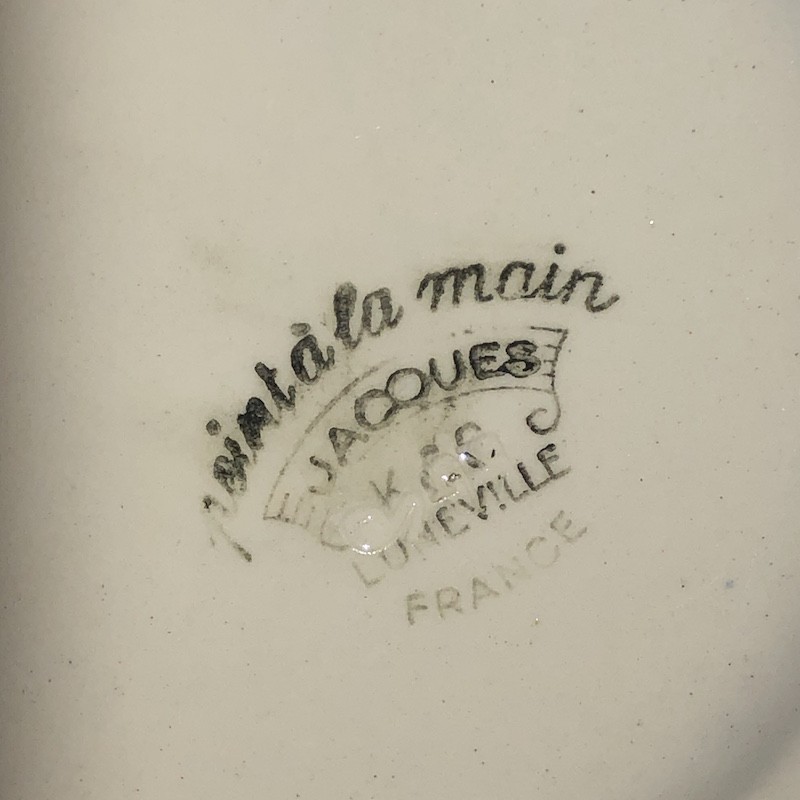 peint à la main
JACQUES
K & G
LUNEVILLE
FRANCE